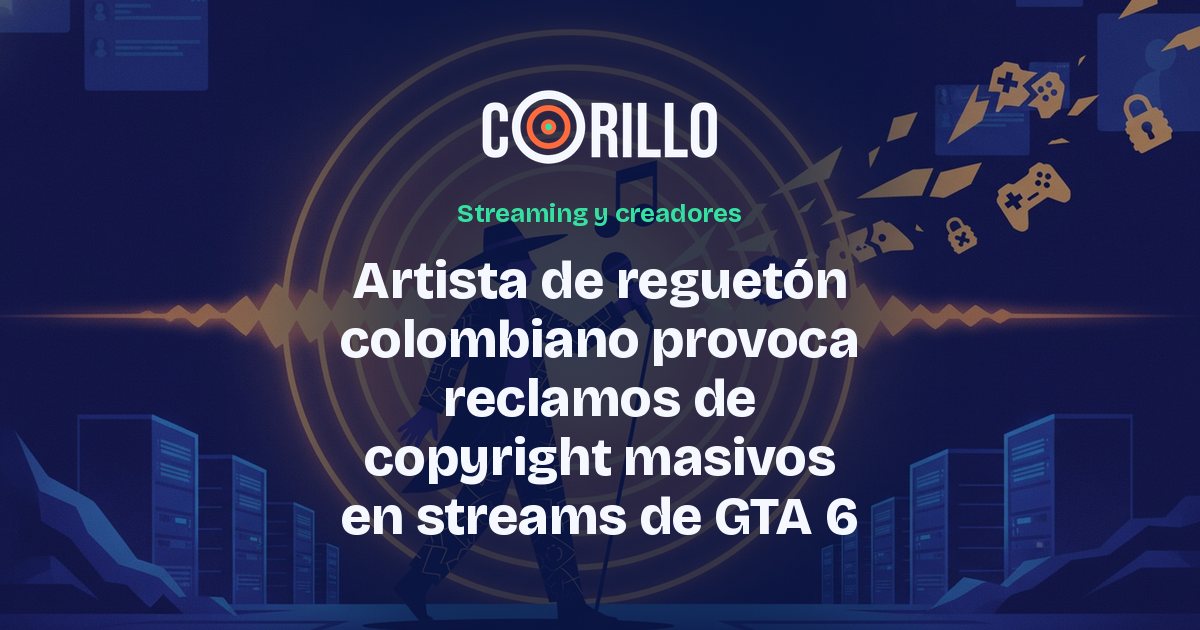 CORILLO
Streaming y creadores
Artista de reguetón
colombiano provoca
reclamos de
copyright masivos
en streams de GTA 6